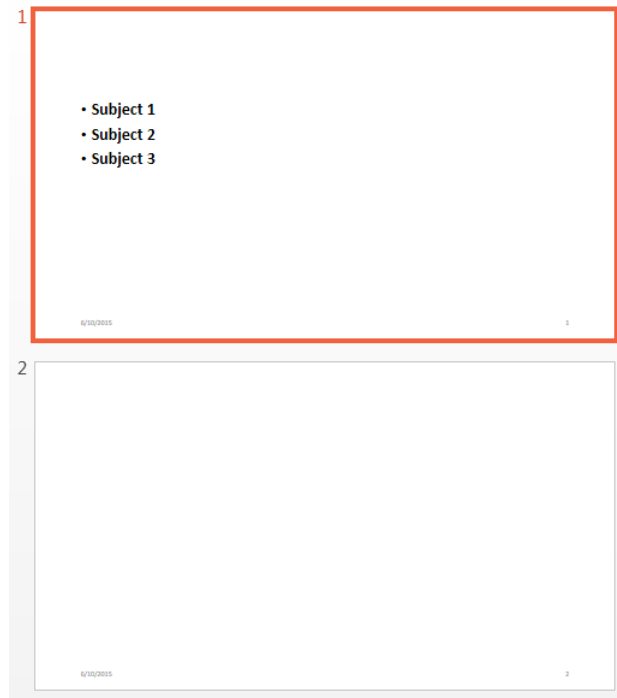 1
• Subject 1
• Subject 2
• Subject 3
6/10/2015 1
2
6/10/2015 2